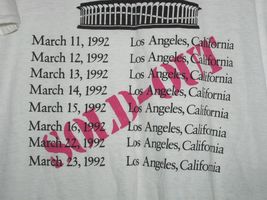 March 11, 1992 Los Angeles, California
March 12, 1992 Los Angeles, California
March 13, 1992 Los Angeles, California
March 14, 1992 Los Angeles, California
March 15, 1992 Los Angeles, California
March 16, 1992 Los Angeles, California
March 22, 1992 Los Angeles, California
March 23, 1992 Los Angeles, California
SOLD-OUT